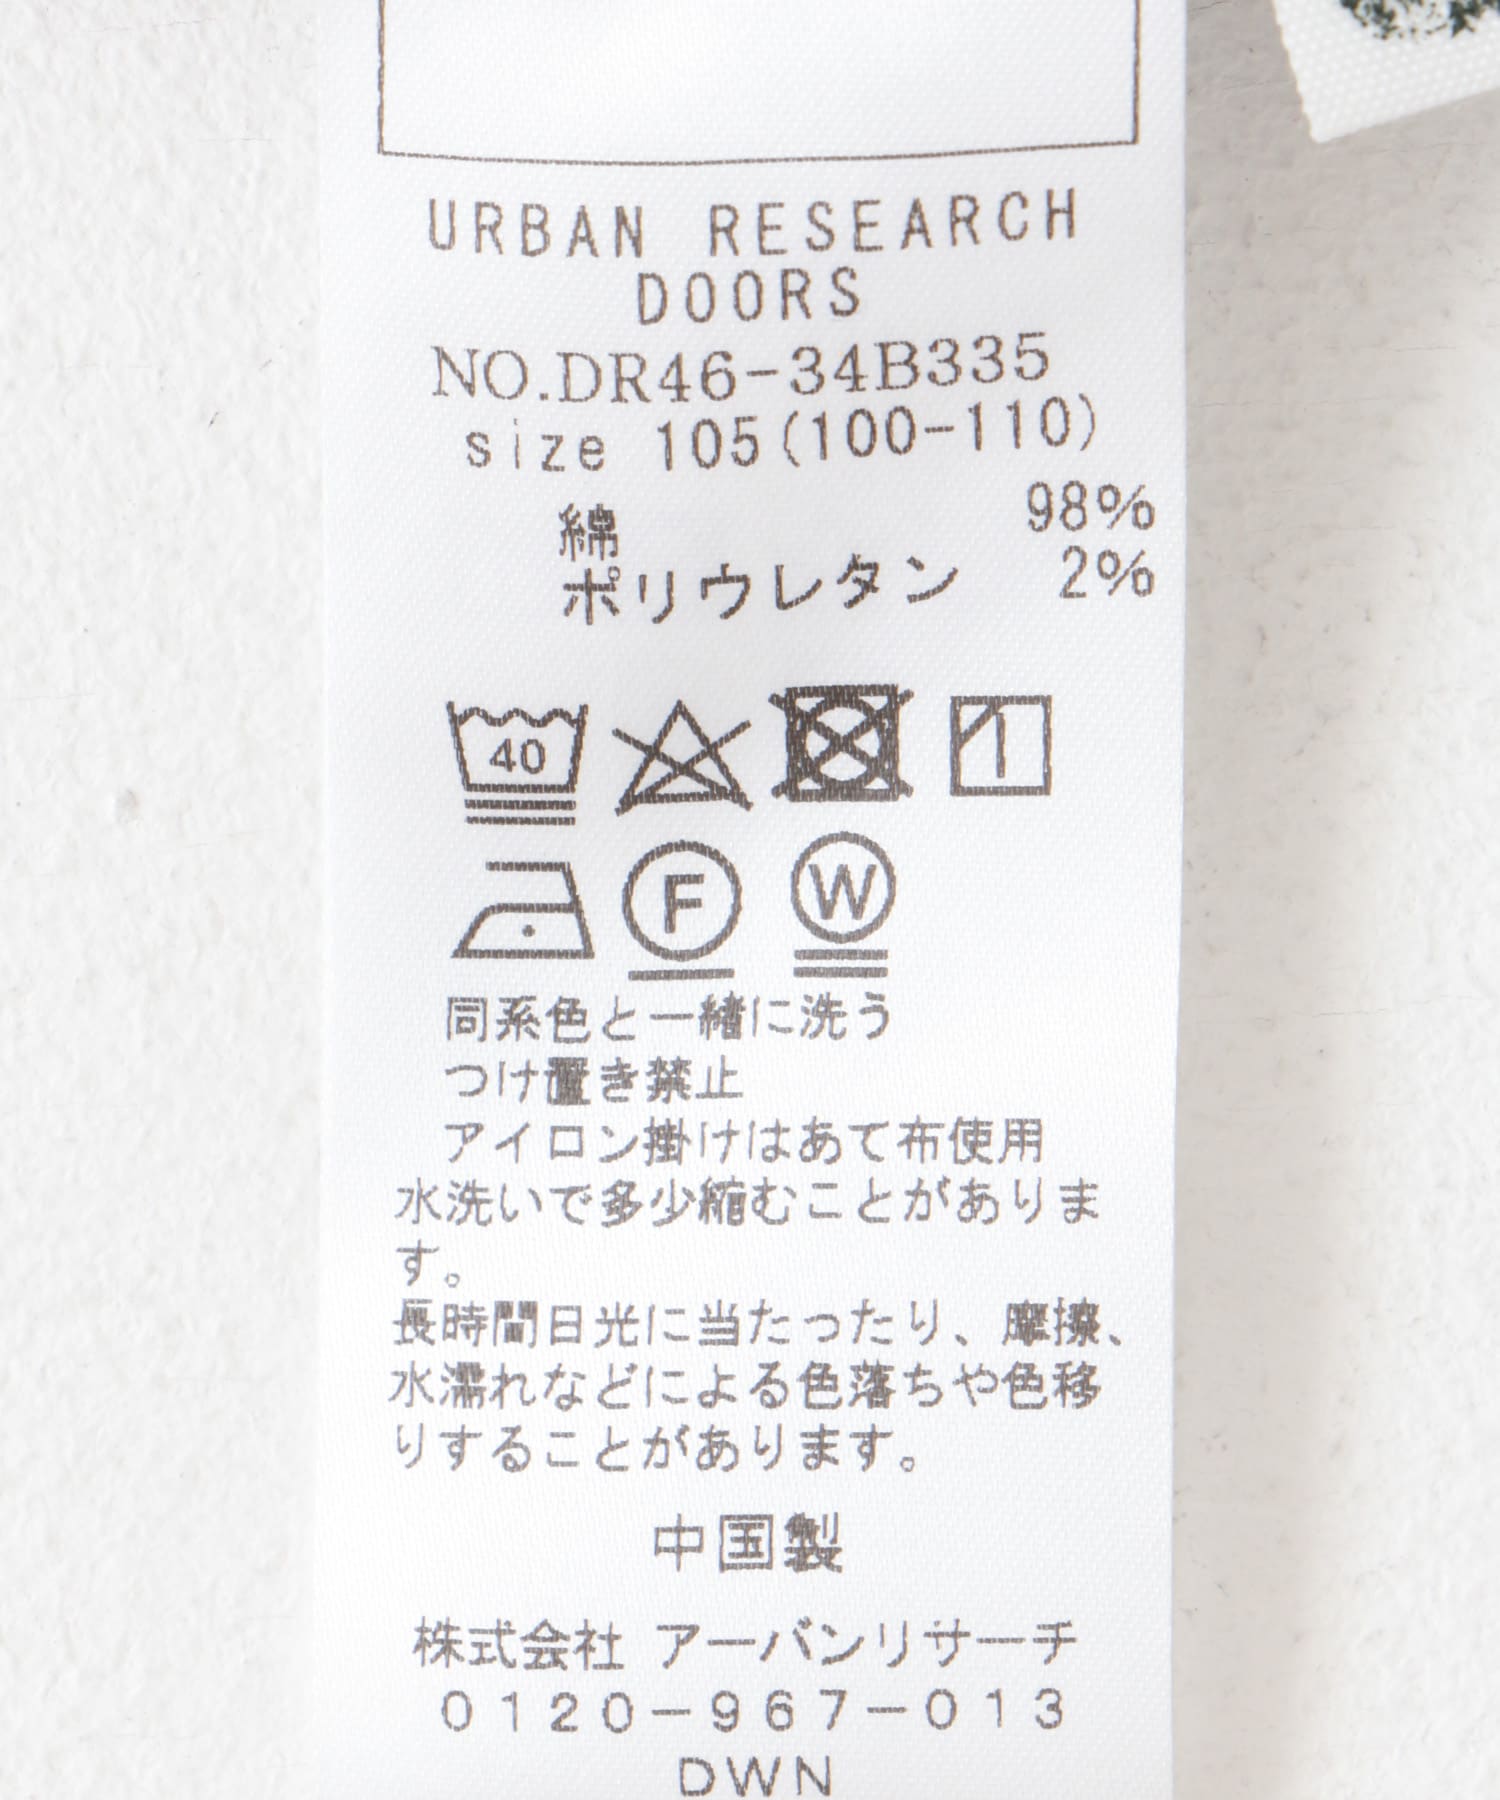 URBAN RESEARCH
DOORS
NO.DR46-34B335
size 105(100-110)
綿 98%
ポリウレタン 2%
40
F
W
同系色と一緒に洗う
つけ置き禁止
アイロン掛けはあて布使用
水洗いで多少縮むことがありま
す。
長時間日光に当たったり、摩擦、
水濡れなどによる色落ちや色移
りすることがあります。
中国製
株式会社 アーバンリサーチ
0120-967-013
DWN